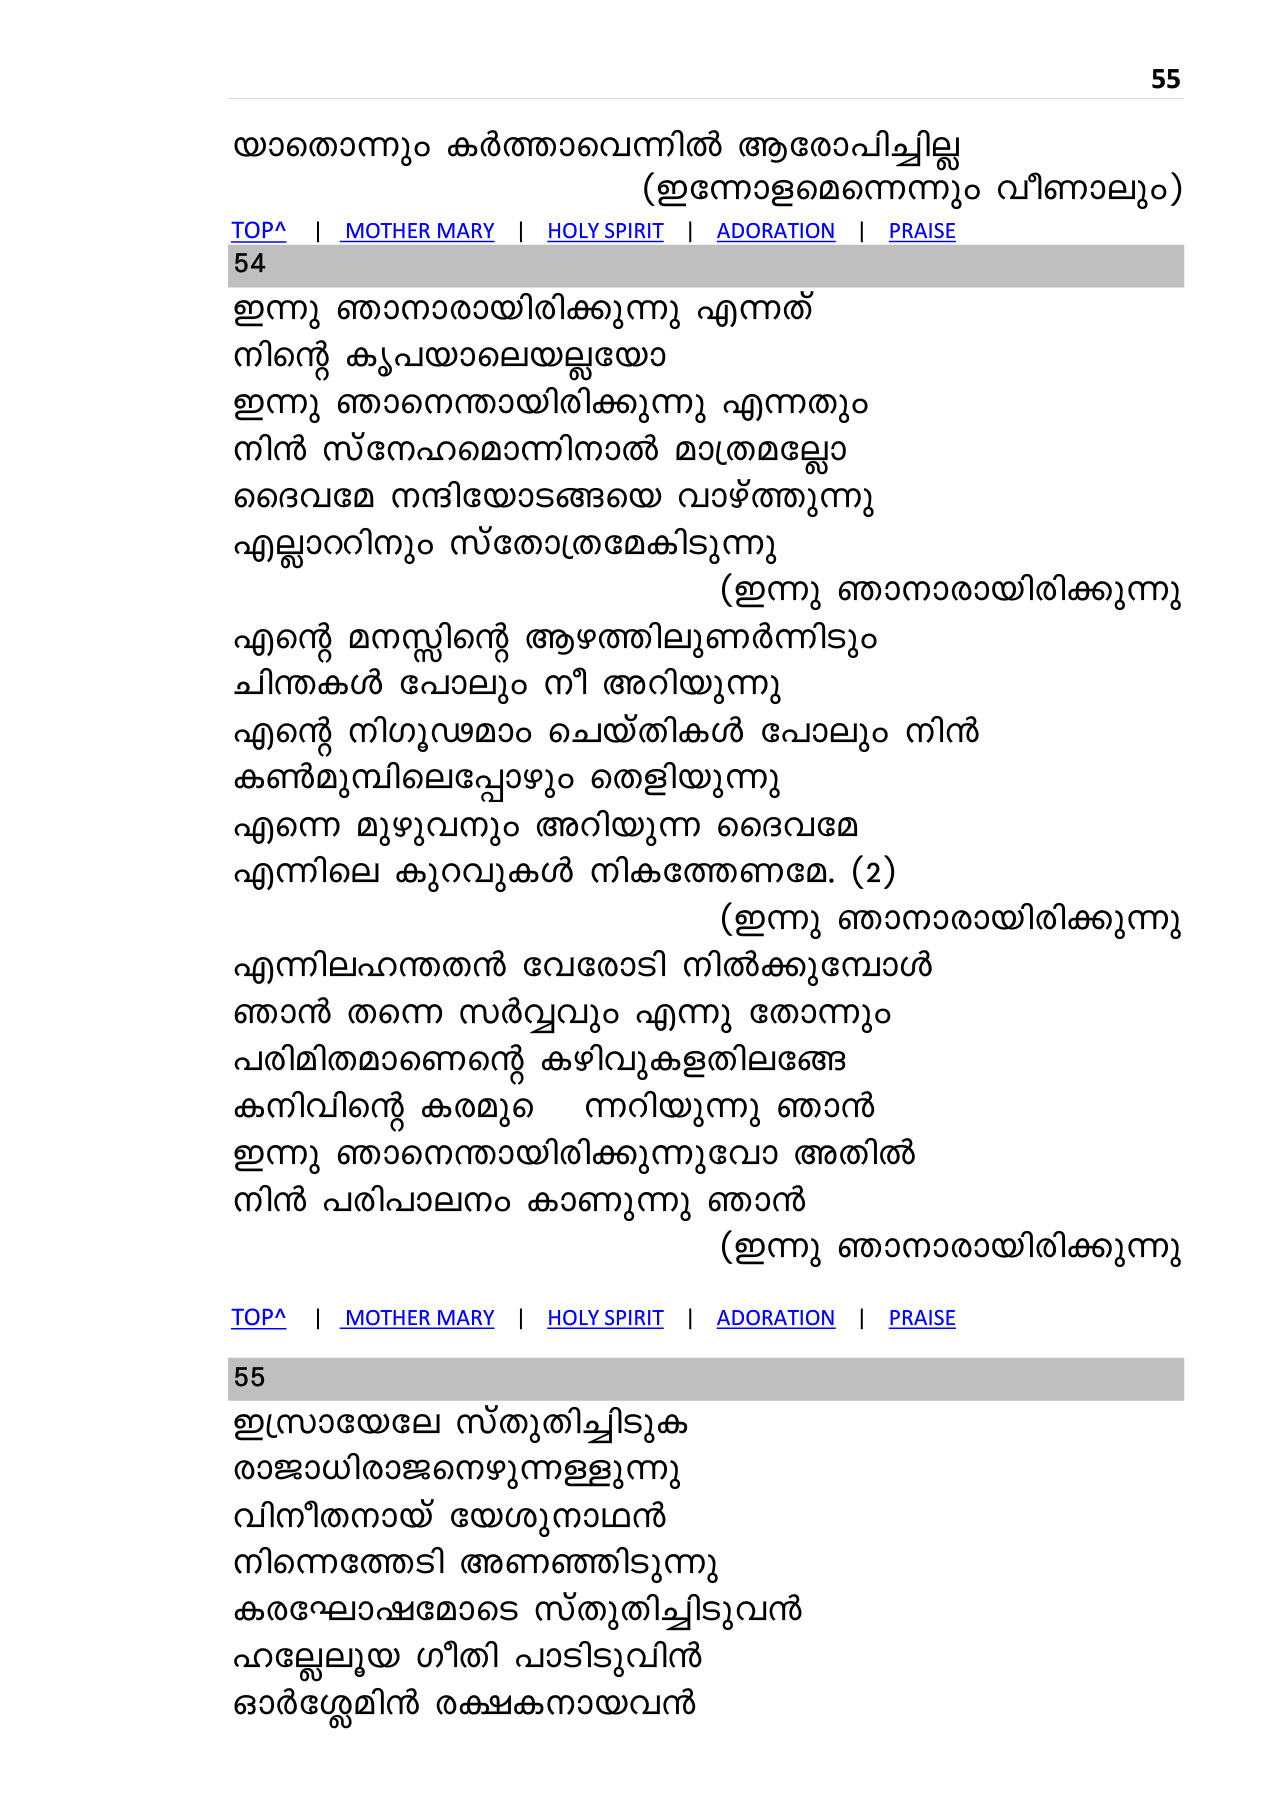 55
യാതൊന്നും കർത്താവെന്നിൽ ആരോപിച്ചില്ല
(ഇന്നോളമെന്നെന്നും വീണാലും)
TOP^ | MOTHER MARY | HOLY SPIRIT | ADORATION | PRAISE
54
ഇന്നു ഞാനാരായിരിക്കുന്നു എന്നത്
നിന്റെ കൃപയാലെയല്ലയോ
ഇന്നു ഞാനെന്തായിരിക്കുന്നു എന്നതും
നിൻ സ്നേഹമൊന്നിനാൽ മാത്രമല്ലോ
ദൈവമേ നന്ദിയോടങ്ങയെ വാഴ്ത്തുന്നു
എല്ലാററിനും സ്തോത്രമേകിടുന്നു
(ഇന്നു ഞാനാരായിരിക്കുന്നു
എന്റെ മനസ്സിന്റെ ആഴത്തിലുണർന്നിടും
ചിന്തകൾ പോലും നീ അറിയുന്നു
എന്റെ നിഗൂഢമാം ചെയ്തികൾ പോലും നിൻ
കൺമുമ്പിലെപ്പോഴും തെളിയുന്നു
എന്നെ മുഴുവനും അറിയുന്ന ദൈവമേ
എന്നിലെ കുറവുകൾ നികത്തേണമേ. (2)
(ഇന്നു ഞാനാരായിരിക്കുന്നു
എന്നിലഹന്തതൻ വേരോടി നിൽക്കുമ്പോൾ
ഞാൻ തന്നെ സർവ്വവും എന്നു തോന്നും
പരിമിതമാണെന്റെ കഴിവുകളതിലങ്ങേ
കനിവിന്റെ കരമുറെ ന്നറിയുന്നു ഞാൻ
ഇന്നു ഞാനെന്തായിരിക്കുന്നുവോ അതിൽ
നിൻ പരിപാലനം കാണുന്നു ഞാൻ
(ഇന്നു ഞാനാരായിരിക്കുന്നു
TOP^ | MOTHER MARY | HOLY SPIRIT | ADORATION | PRAISE
55
ഇസ്രായേലേ സ്തുതിച്ചിടുക
രാജാധിരാജനെഴുന്നള്ളുന്നു
വിനീതനായ് യേശുനാഥൻ
നിന്നെത്തേടി അണഞ്ഞിടുന്നു
കരഘോഷമോടെ സ്തുതിച്ചിടുവൻ
ഹല്ലേലൂയ ഗീതി പാടിടുവിൻ
ഓർശ്ലേമിൻ രക്ഷകനായവൻ